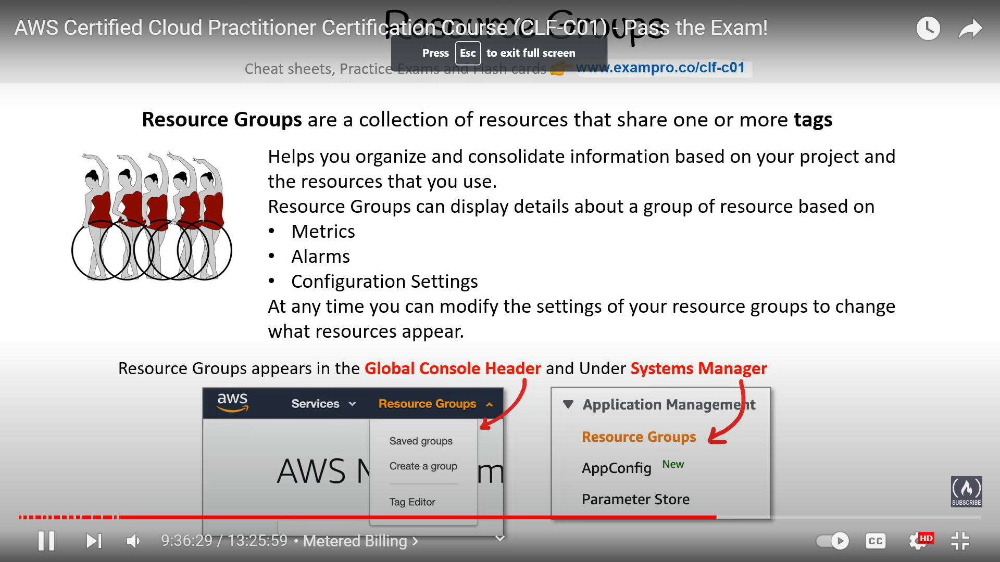 Resource Groups
AWS Certified Cloud Practitioner Certification Course (CLF-C01) - Pass the Exam!
Press Esc to exit full screen
Cheat sheets, Practice Exams and Flash cards www.exampro.co/clf-c01
Resource Groups are a collection of resources that share one or more tags
Helps you organize and consolidate information based on your project and
the resources that you use.
Resource Groups can display details about a group of resource based on
• Metrics
• Alarms
• Configuration Settings
At any time you can modify the settings of your resource groups to change
what resources appear.
Resource Groups appears in the Global Console Header and Under Systems Manager
aws Services Resource Groups
Saved groups
Create a group
Tag Editor
AWS M
m
Application Management
Resource Groups
AppConfig New
Parameter Store
SUBSCRIBE
9:36:29 / 13:25:59 • Metered Billing >
CC
HD